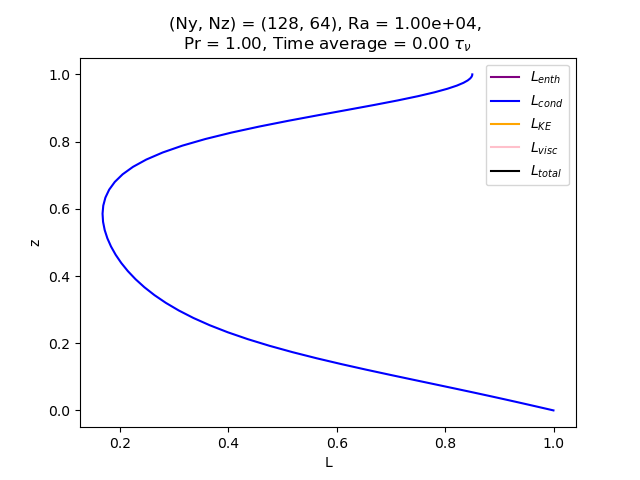 (Ny, Nz) = (128, 64), Ra = 1.00e+04,
Pr = 1.00, Time average = 0.00 τν
1.0
0.8
0.6
0.4
0.2
0.0
z
0.2
0.4
0.6
0.8
1.0
L
Lenth
Lcond
LKE
Lvisc
Ltotal